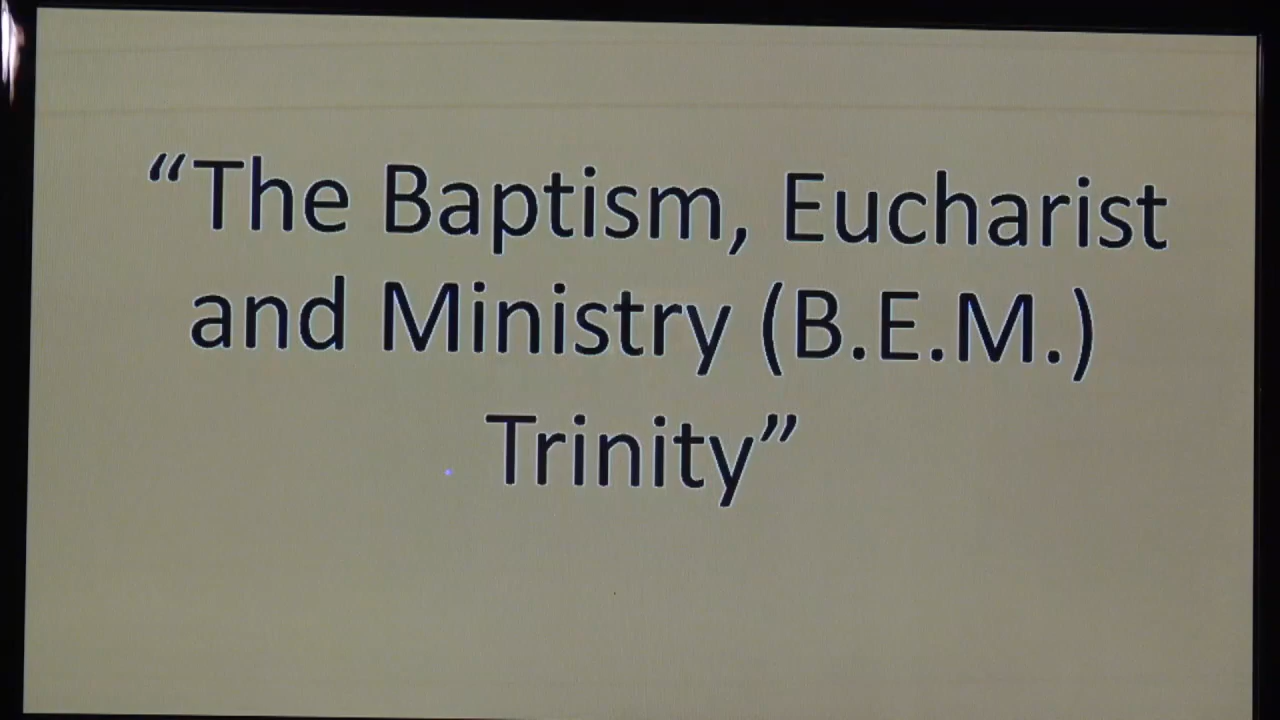 “The Baptism, Eucharist
and Ministry (B.E.M.)
Trinity”